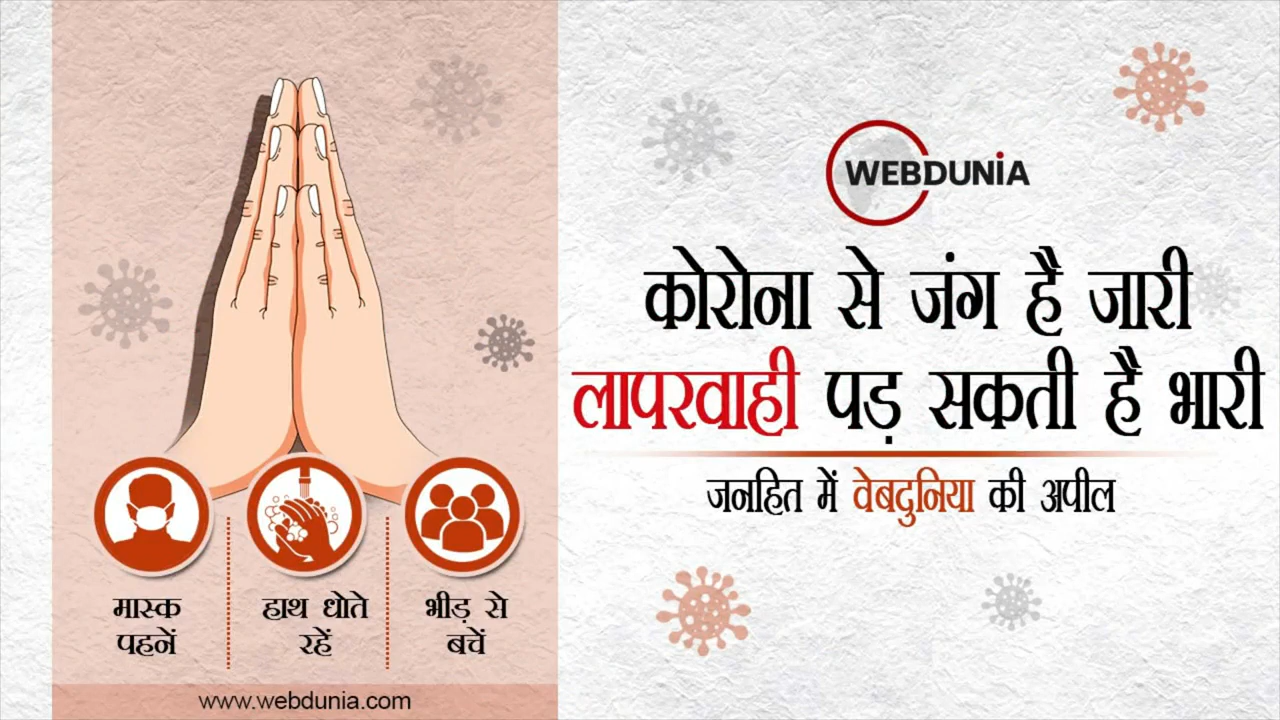 WEBDUNIA
कोरोना से जंग है जारी
लापरवाही पड़ सकती है भारी
जनहित में वेबदुनिया की अपील
मास्क
पहनें
हाथ धोते
रहें
भीड़ से
बचें
www.webdunia.com